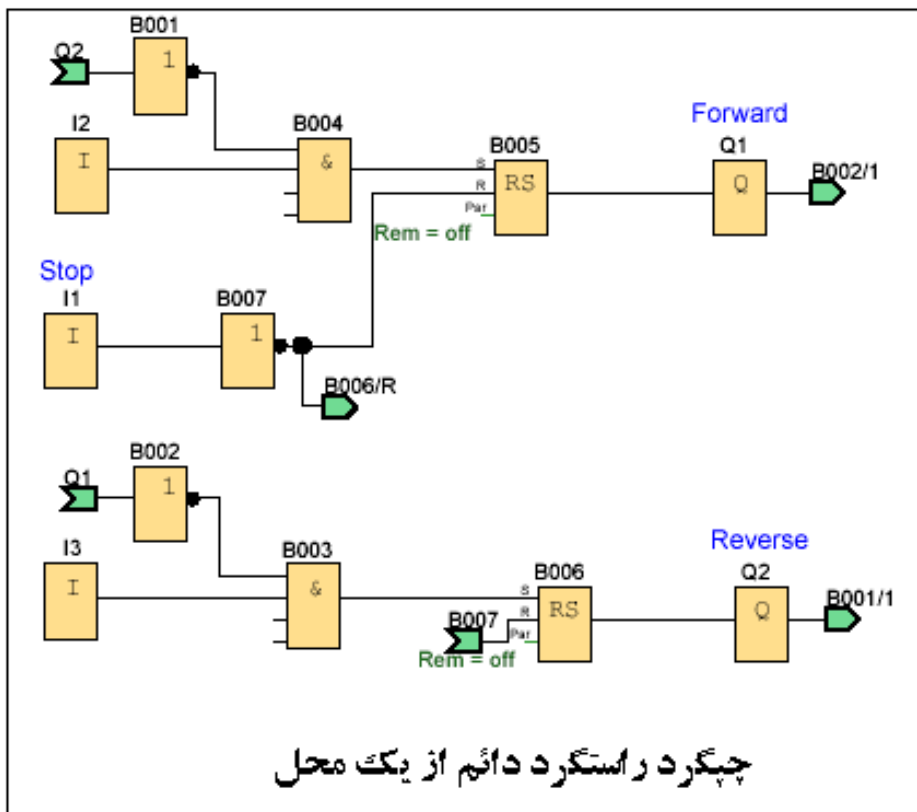 B001
Q2
1
I2
I
B004
&
B005
S
R
Par
RS
Rem = off
Forward
Q1
Q
B002/1
Stop
I1
I
B007
1
B006/R
B002
Q1
1
I3
I
B003
&
B006
S
R
Par
RS
B007
Rem = off
Reverse
Q2
Q
B001/1
چپگرد راستگرد دائم از یک محل